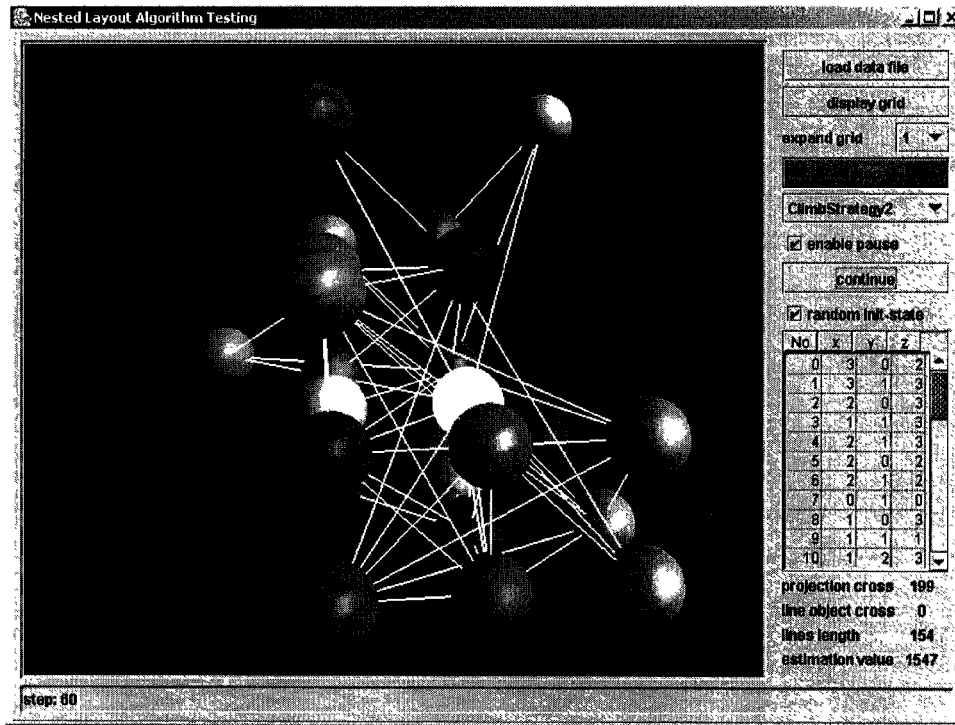 Nested Layout Algorithm Testing
load data file
display grid
expand grid 1
ClimbStrategy2
enable pause
continue
random init-state
No. x y z
0 3 0 2
1 3 1 3
2 2 0 3
3 1 1 3
4 2 1 3
5 2 0 2
6 2 1 2
7 0 1 0
8 1 0 3
9 1 1 1
10 1 2 3
projection cross 199
line object cross 0
lines length 154
estimation value 1547
step: 60